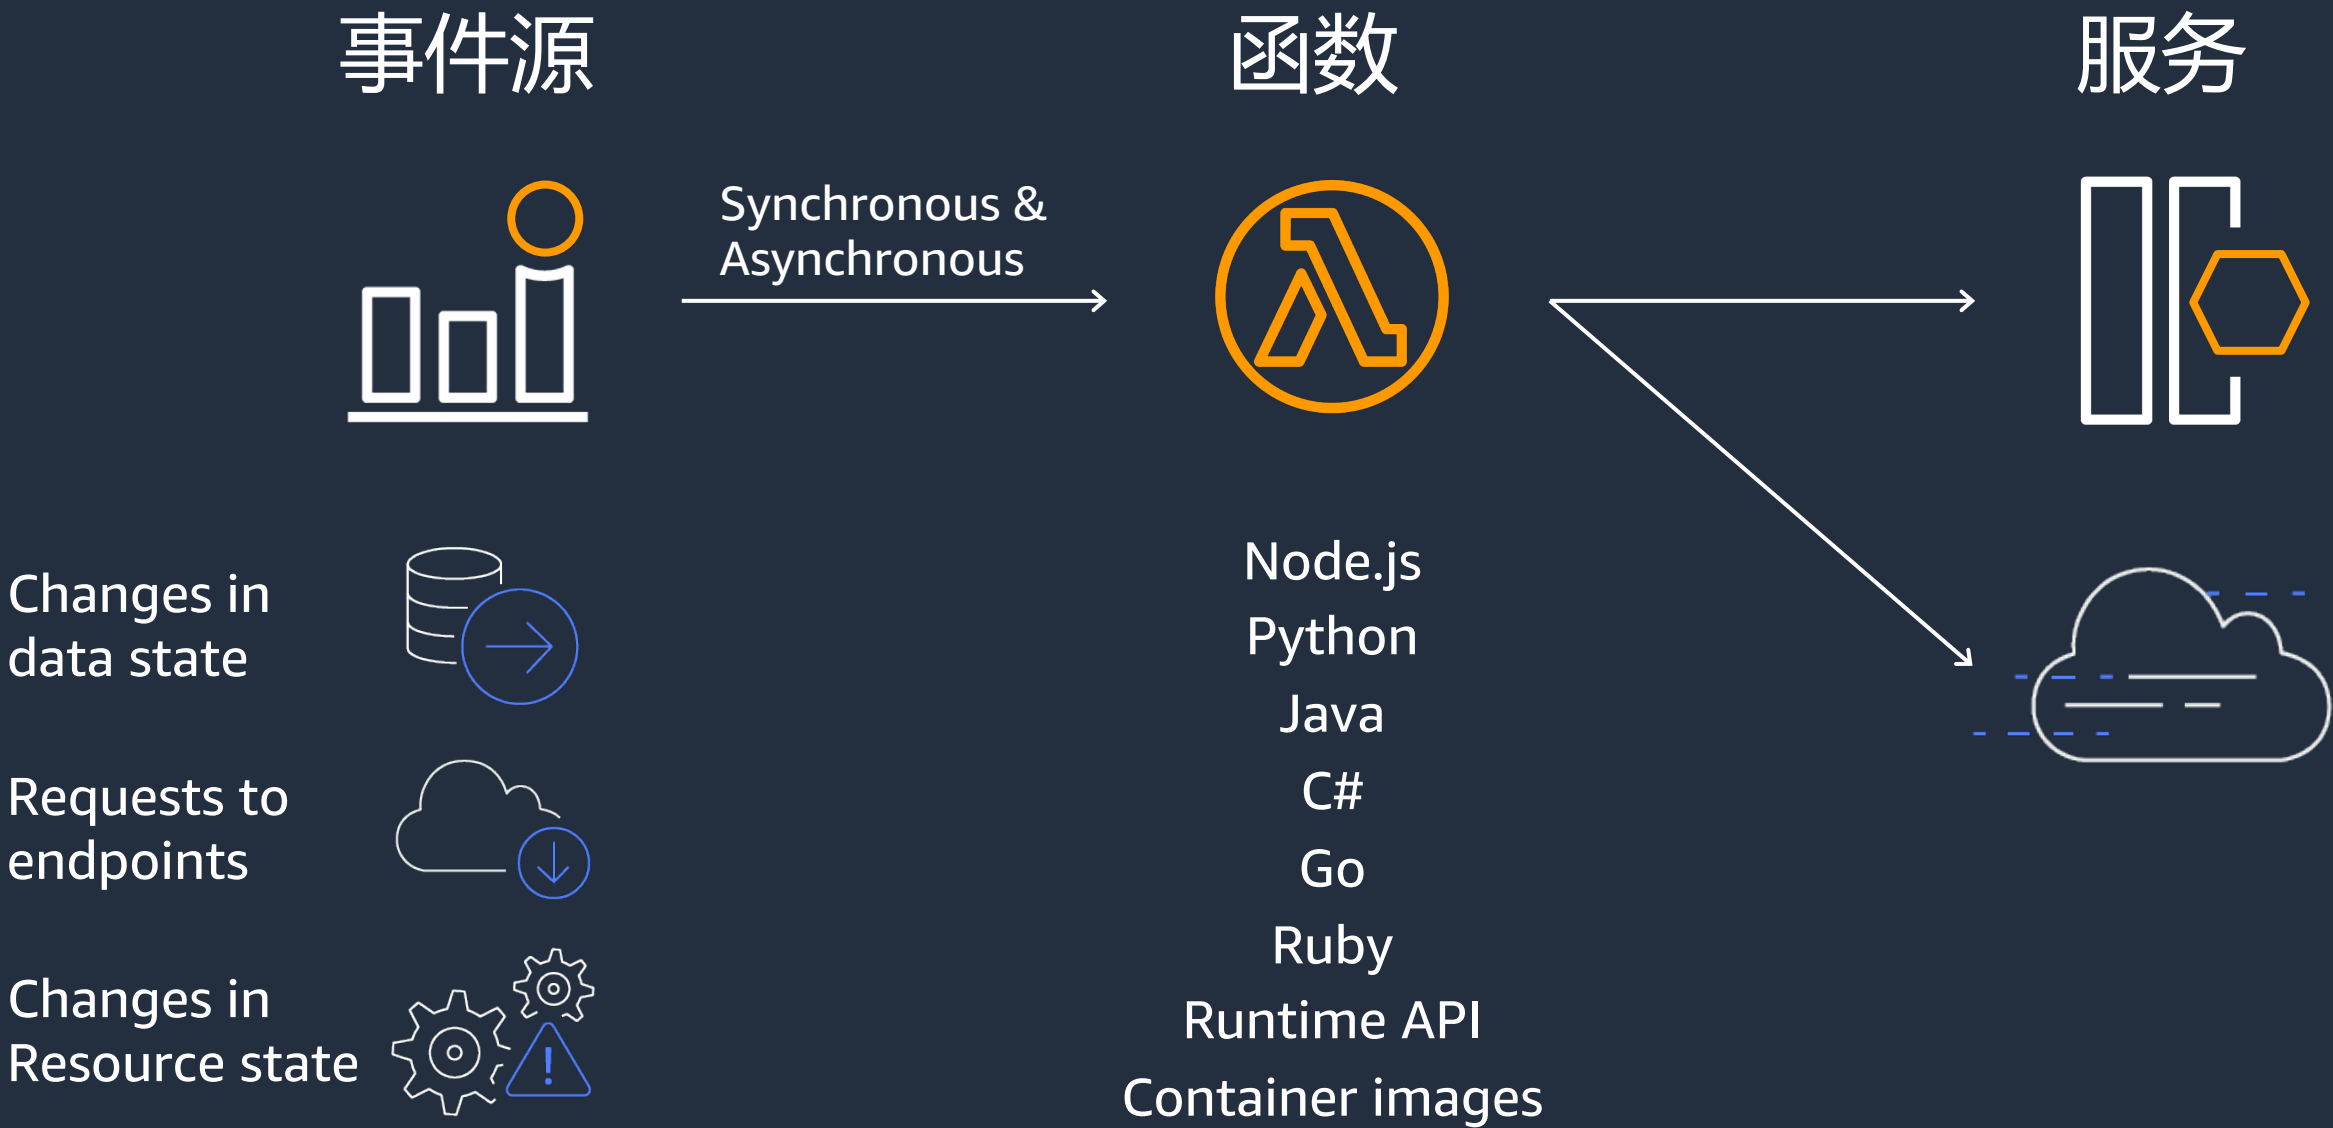 事件源
函数
服务
Synchronous &
Asynchronous
Changes in
data state
Requests to
endpoints
Changes in
Resource state
Node.js
Python
Java
C#
Go
Ruby
Runtime API
Container images